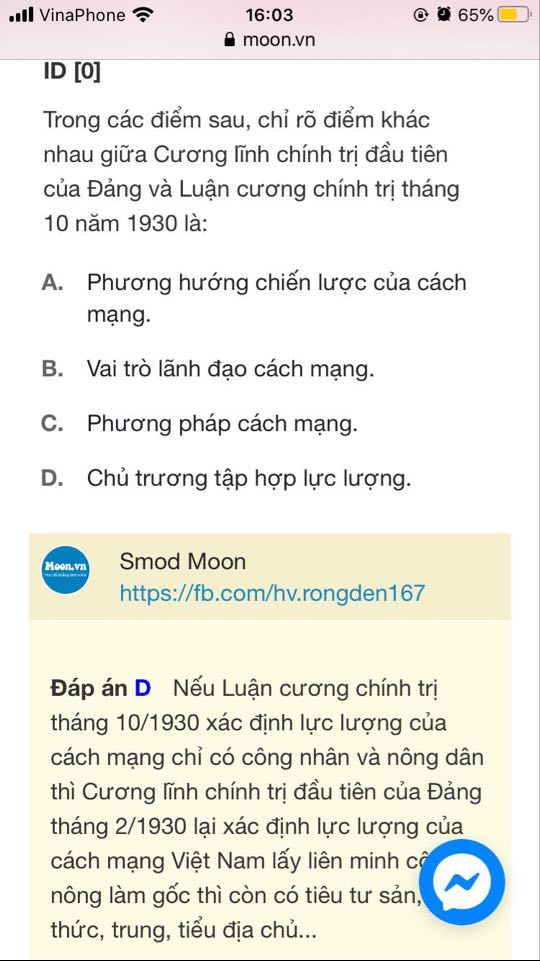 VinaPhone 16:03 65%
moon.vn
ID [0]
Trong các điểm sau, chỉ rõ điểm khác
nhau giữa Cương lĩnh chính trị đầu tiên
của Đảng và Luận cương chính trị tháng
10 năm 1930 là:
A. Phương hướng chiến lược của cách
mạng.
B. Vai trò lãnh đạo cách mạng.
C. Phương pháp cách mạng.
D. Chủ trương tập hợp lực lượng.
Moon.vn
Smod Moon
https://fb.com/hv.rongden167
Đáp án D Nếu Luận cương chính trị
tháng 10/1930 xác định lực lượng của
cách mạng chỉ có công nhân và nông dân
thì Cương lĩnh chính trị đầu tiên của Đảng
tháng 2/1930 lại xác định lực lượng của
cách mạng Việt Nam lấy liên minh
nông làm gốc thì còn có tiêu tư sản,
thức, trung, tiểu địa chủ...